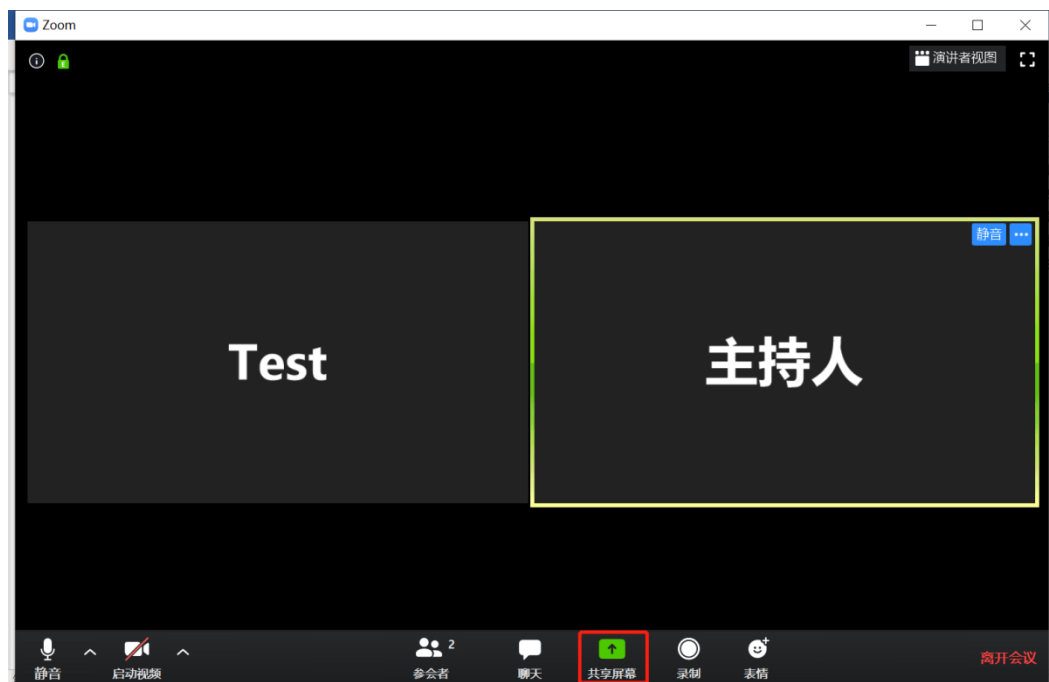 Zoom
演讲者视图
静音
Test
主持人
2
静音
启动视频
参会者
聊天
共享屏幕
录制
表情
离开会议